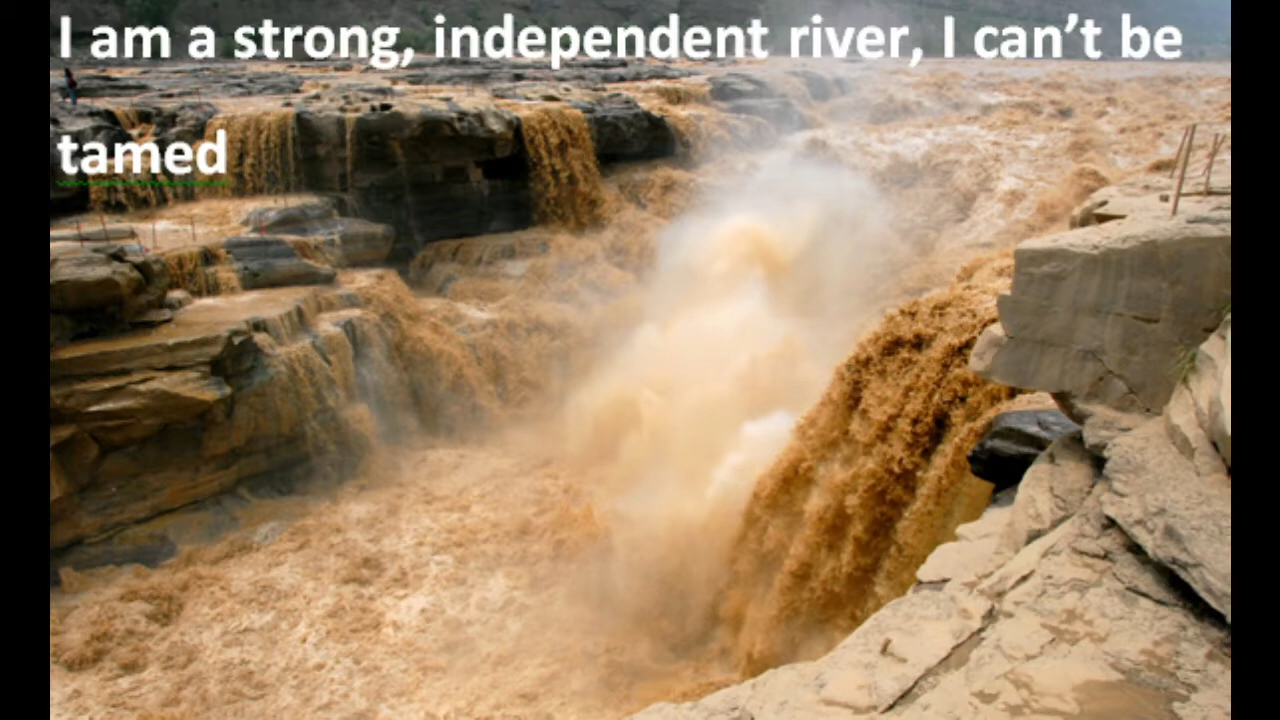 I am a strong, independent river, I can’t be
tamed